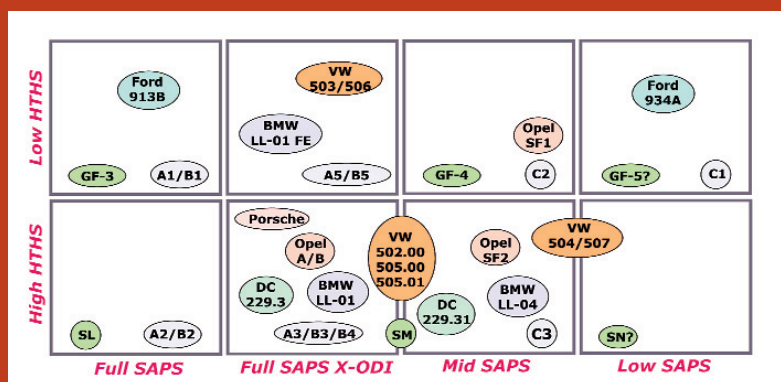 Low HTHS
Ford
913B
GF-3
A1/B1
VW
503/506
BMW
LL-01 FE
A5/B5
Opel
SF1
GF-4
C2
Ford
934A
GF-5?
C1
High HTHS
SL
A2/B2
Porsche
Opel
A/B
DC
229.3
BMW
LL-01
A3/B3/B4
VW
502.00
505.00
505.01
SM
Opel
SF2
DC
229.31
BMW
LL-04
C3
VW
504/507
SN?
Full SAPS
Full SAPS X-ODI
Mid SAPS
Low SAPS